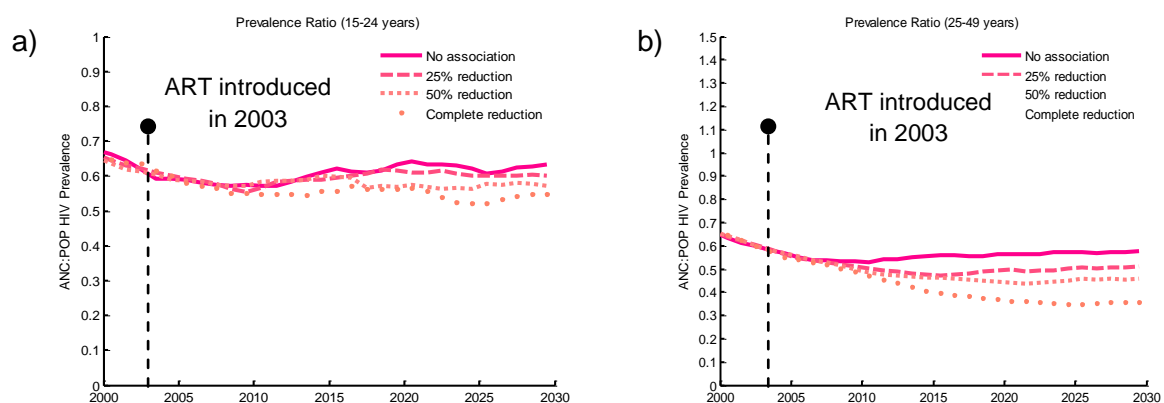 a)
Prevalence Ratio (15-24 years)
ANC:POP HIV Prevalence
1
0.9
0.8
0.7
0.6
0.5
0.4
0.3
0.2
0.1
0
2000 2005 2010 2015 2020 2025 2030
No association
25% reduction
50% reduction
Complete reduction
ART introduced
in 2003
b)
Prevalence Ratio (25-49 years)
ANC:POP HIV Prevalence
1.5
1.4
1.3
1.2
1.1
1
0.9
0.8
0.7
0.6
0.5
0.4
0.3
0.2
0.1
0
2000 2005 2010 2015 2020 2025 2030
No association
25% reduction
50% reduction
Complete reduction
ART introduced
in 2003